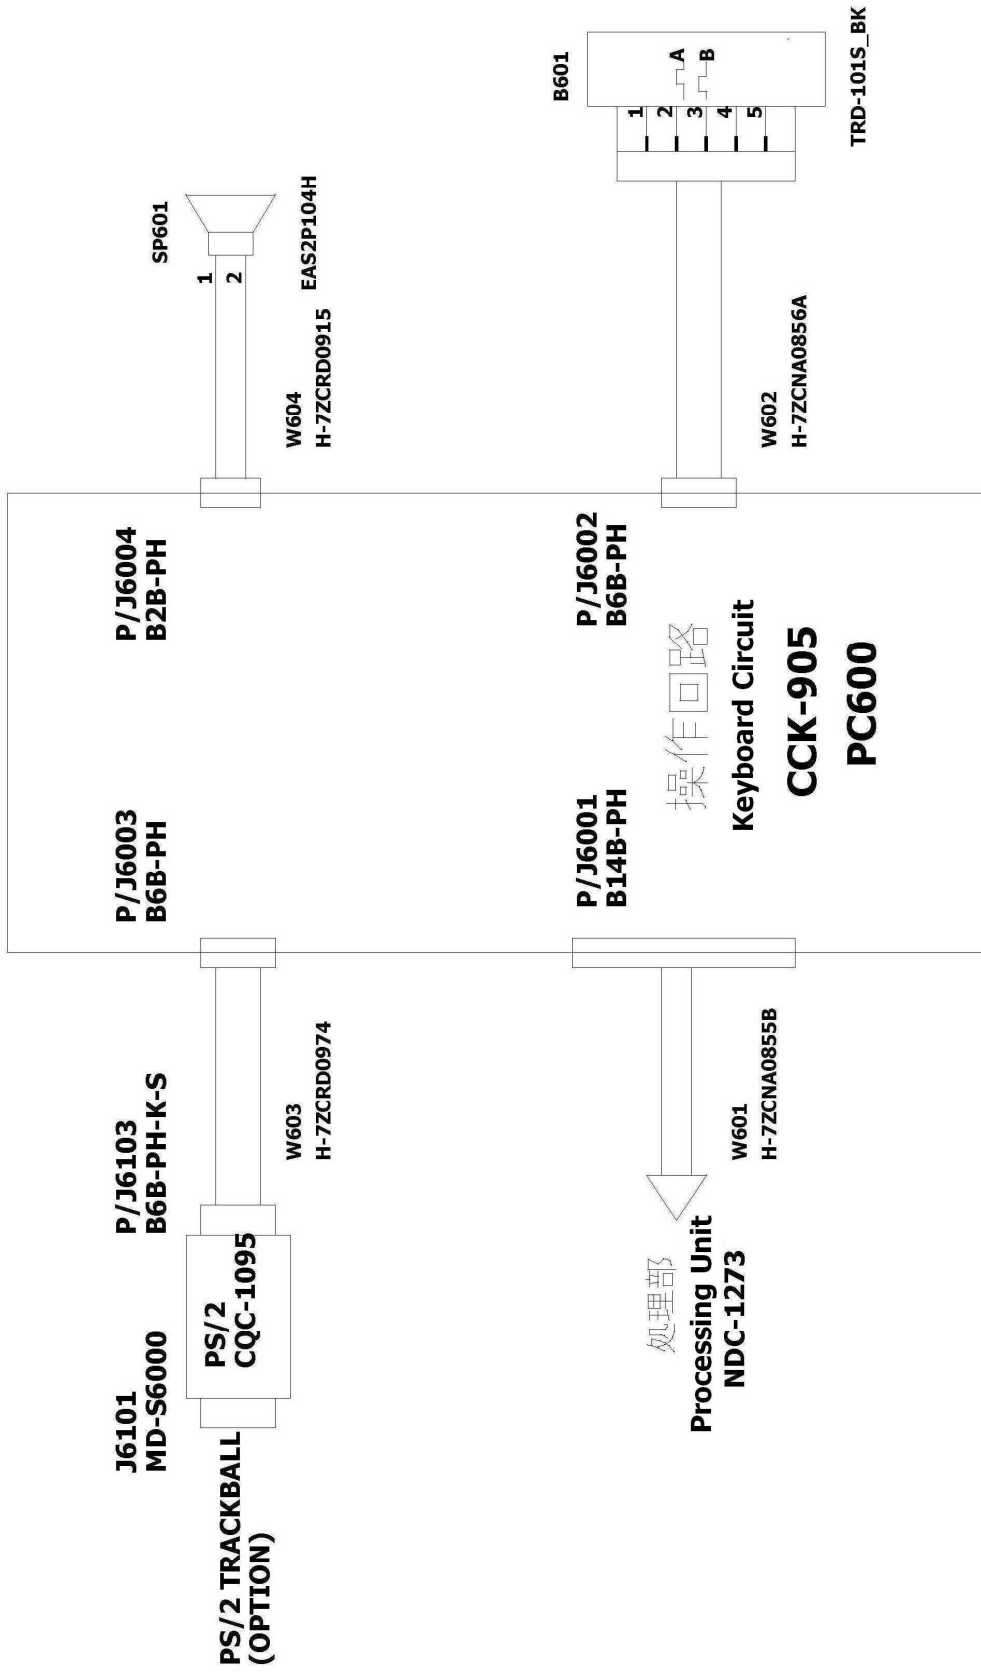 J6101
MD-S6000
PS/2 TRACKBALL
(OPTION)
PS/2
CQC-1095
P/J6103
B6B-PH-K-S
W603
H-7ZCRD0974
P/J6003
B6B-PH
P/J6004
B2B-PH
W604
H-7ZCRD0915
SP601
1
2
EAS2P104H
処理部
Processing Unit
NDC-1273
W601
H-7ZCNA0855B
P/J6001
B14B-PH
操作回路
Keyboard Circuit
CCK-905
PC600
P/J6002
B6B-PH
W602
H-7ZCNA0856A
B601
1
2
3
4
5
A
B
TRD-101S_BK